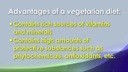 Advantages of a vegetarian diet:
• Contains rich sources of vitamins
and minerals
• Contains high amounts of
protective substances such as
phytochemicals, antioxidants, etc.